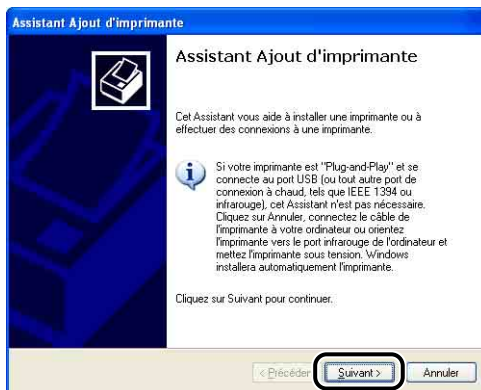 Assistant Ajout d'imprimante
Assistant Ajout d'imprimante
Cet Assistant vous aide à installer une imprimante ou à
effectuer des connexions à une imprimante.
Si votre imprimante est "Plug-and-Play" et se
connecte au port USB (ou tout autre port de
connexion à chaud, tels que IEEE 1394 ou
infrarouge), cet Assistant n'est pas nécessaire.
Cliquez sur Annuler, connectez le câble de
l'imprimante à votre ordinateur ou orientez
l'imprimante vers le port infrarouge de l'ordinateur et
mettez l'imprimante sous tension. Windows
installera automatiquement l'imprimante.
Cliquez sur Suivant pour continuer.
< Précéder Suivant > Annuler